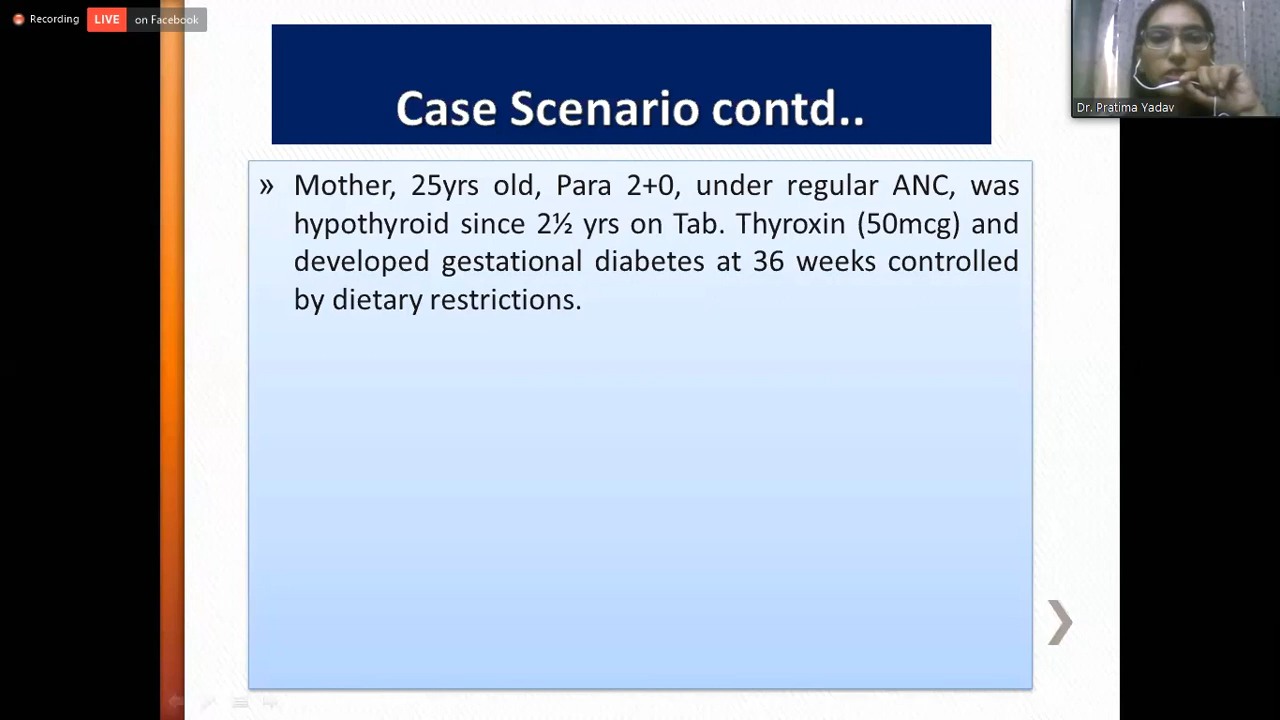 Recording LIVE on Facebook
Case Scenario contd..
Dr. Pratima Yadav
» Mother, 25yrs old, Para 2+0, under regular ANC, was
hypothyroid since 2½ yrs on Tab. Thyroxin (50mcg) and
developed gestational diabetes at 36 weeks controlled
by dietary restrictions.